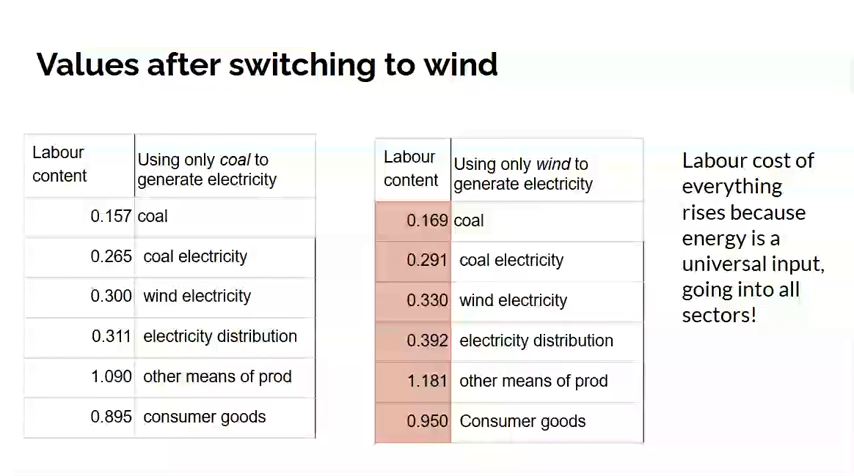 Values after switching to wind
Labour
content
Using only coal to
generate electricity
0.157 coal
0.265 coal electricity
0.300 wind electricity
0.311 electricity distribution
1.090 other means of prod
0.895 consumer goods
Labour
content
Using only wind to
generate electricity
0.169 coal
0.291 coal electricity
0.330 wind electricity
0.392 electricity distribution
1.181 other means of prod
0.950 Consumer goods
Labour cost of
everything
rises because
energy is a
universal input,
going into all
sectors!